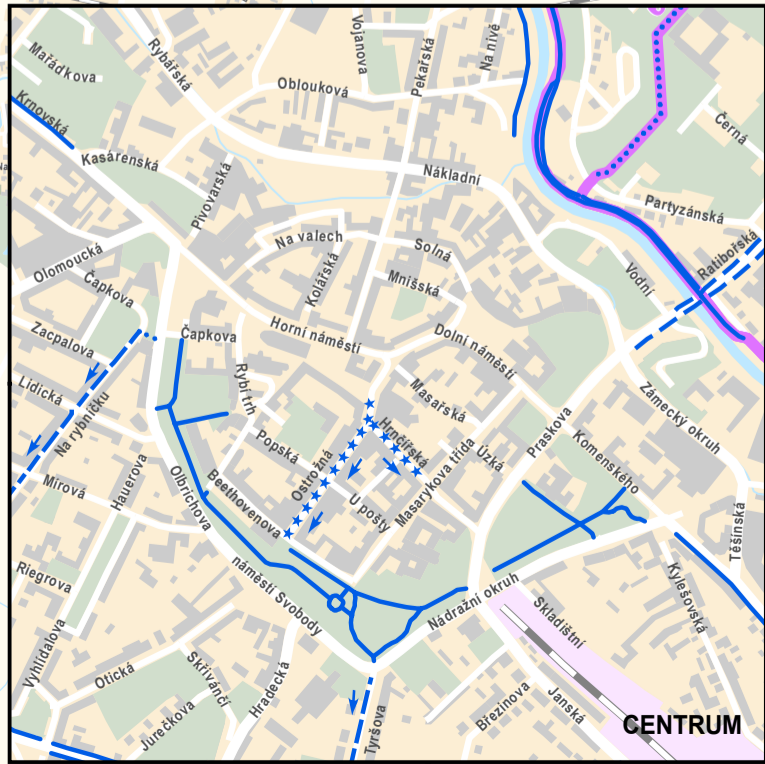 Mařádkova
Rybářská
Vojanova
Pekařská
Na nivě
Oblouková
Krnovská
Kasárenská
Pivovarská
Nákladní
Černá
Partyzánská
Ratibořská
Na valech
Solná
Kolářská
Mnišská
Vodní
Olomoucká
Čapkova
Čapkova
Zacpalova
Horní náměstí
Dolní náměstí
Lidická
Na rybníčku
Rybí trh
Masařská
Zámecký okruh
Popská
Ostrožná
Hrnčířská
Úzká
Praskova
Komenského
Mírová
Hauerova
Olbrichova
Beethovenova
U pošty
Masarykova třída
Těšínská
náměstí Svobody
Nádražní okruh
Riegrova
Kylešovská
Skladištní
Vyhlídalova
Otická
Skřivánčí
Hradecká
Jurečkova
Tyršova
Březinova
Janská
CENTRUM